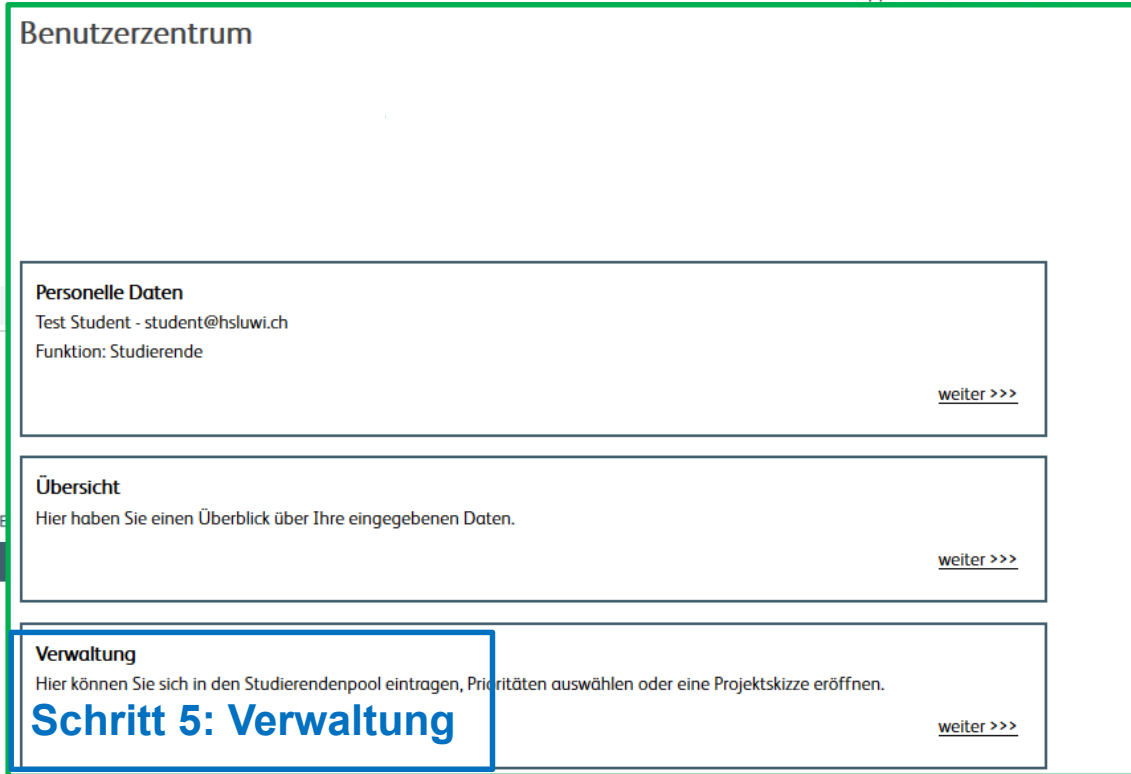 Benutzerzentrum
Personelle Daten
Test Student - student@hsluwi.ch
Funktion: Studierende
weiter >>>
Übersicht
Hier haben Sie einen Überblick über Ihre eingegebenen Daten.
weiter >>>
Verwaltung
Hier können Sie sich in den Studierendenpool eintragen, Prioritäten auswählen oder eine Projektskizze eröffnen.
Schritt 5: Verwaltung
weiter >>>